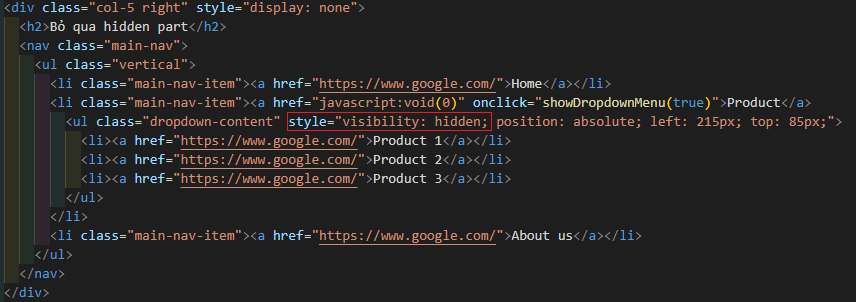 <div class="col-5 right" style="display: none">
<h2>Bỏ qua hidden part</h2>
<nav class="main-nav">
<ul class="vertical">
<li class="main-nav-item"><a href="https://www.google.com/">Home</a></li>
<li class="main-nav-item"><a href="javascript:void(0)" onclick="showDropdownMenu(true)">Product</a>
<ul class="dropdown-content" style="visibility: hidden; position: absolute; left: 215px; top: 85px;">
<li><a href="https://www.google.com/">Product 1</a></li>
<li><a href="https://www.google.com/">Product 2</a></li>
<li><a href="https://www.google.com/">Product 3</a></li>
</ul>
</li>
<li class="main-nav-item"><a href="https://www.google.com/">About us</a></li>
</ul>
</nav>
</div>